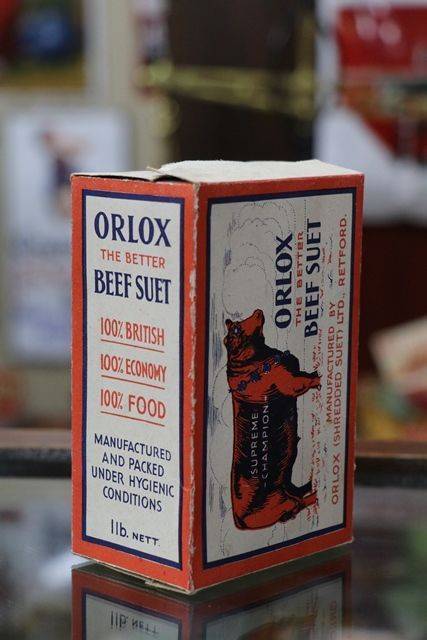 ORLOX
THE BETTER
BEEF SUET
100% BRITISH
100% ECONOMY
100% FOOD
MANUFACTURED
AND PACKED
UNDER HYGIENIC
CONDITIONS
1lb. NETT.
ORLOX
THE BETTER
BEEF SUET
SUPREME
CHAMPION
MANUFACTURED BY
ORLOX (SHREDDED SUET) LTD., RETFORD.